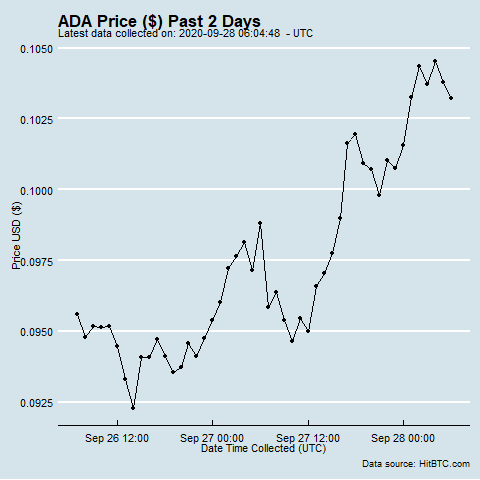 ADA Price ($) Past 2 Days
Latest data collected on: 2020-09-28 06:04:48 - UTC
0.1050
0.1025
0.1000
0.0975
0.0950
0.0925
Price USD ($)
Sep 26 12:00 Sep 27 00:00 Sep 27 12:00 Sep 28 00:00
Date Time Collected (UTC)
Data source: HitBTC.com